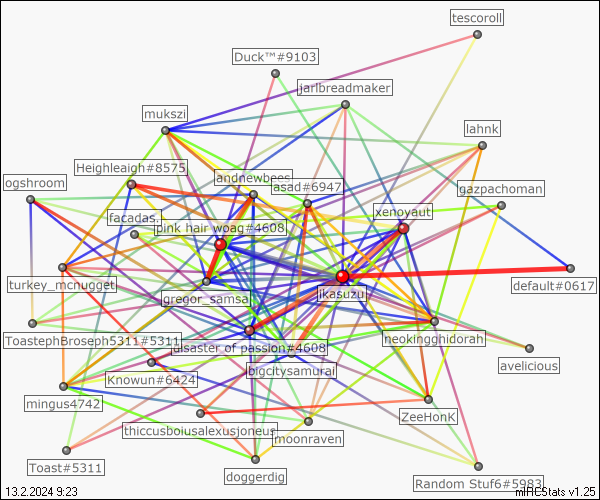 tescoroll
Duck™#9103
jarlbreadmaker
mukszi
lahnk
Heighleaigh#8575
andnewbees
ogshroom
asad#6947
gazpachoman
xenoyaut
facadas.
pink hair woag#4608
turkey_mcnugget
default#0617
ikasuzu
gregor_samsa
ToastephBroseph5311#5311
neokingghidorah
disaster of passion#4608
avelicious
bigcitysamurai
Knowun#6424
mingus4742
ZeeHonk
thiccusboiusalexusjoneus
moonraven
Toast#5311
doggerdig
Random Stuf6#5983
13.2.2024 9:23
mIRCStats v1.25